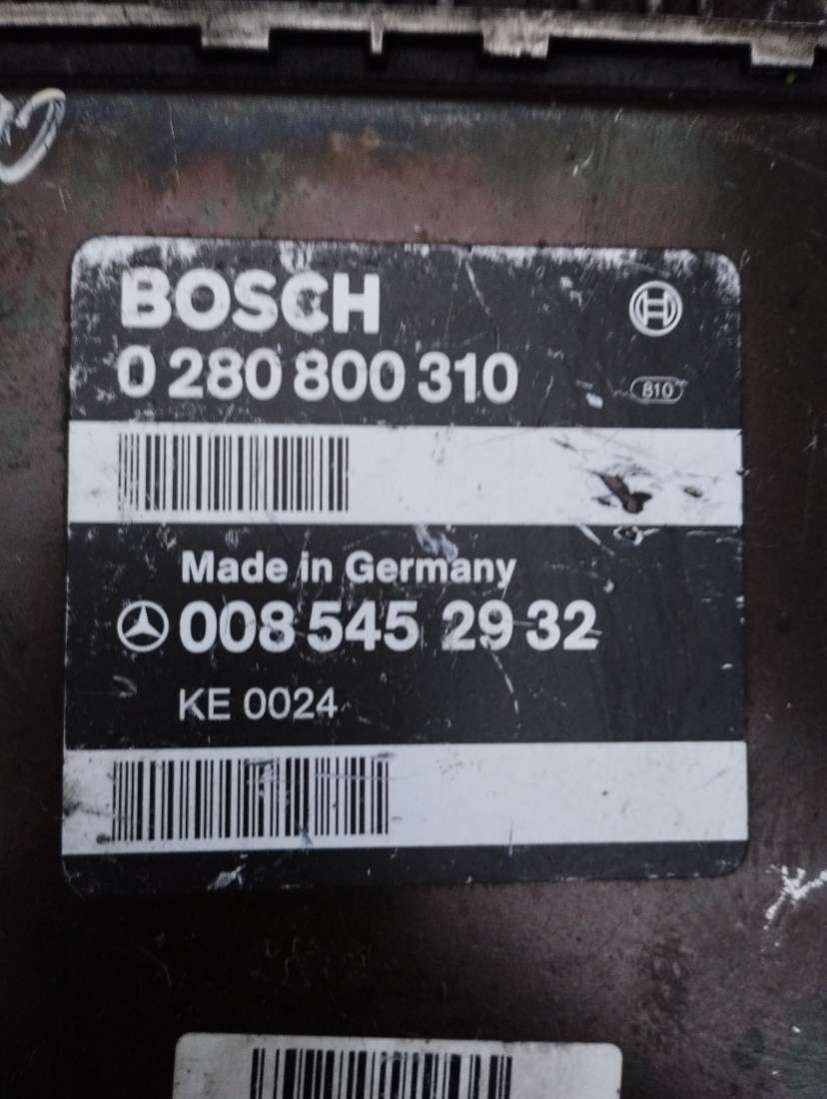 BOSCH
0 280 800 310
810
Made in Germany
008 545 29 32
KE 0024